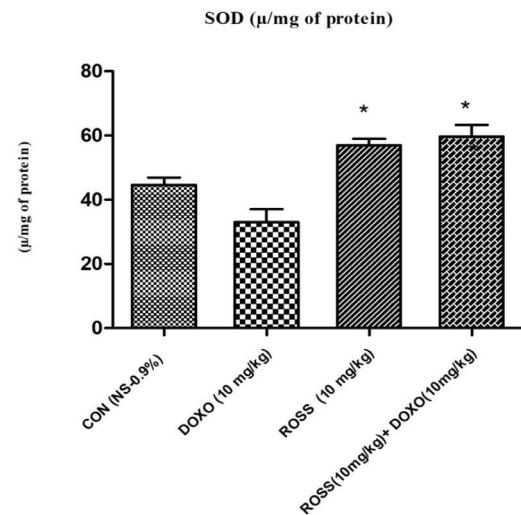 SOD (µ/mg of protein)
(µ/mg of protein)
80
60
40
20
0
*
*
CON (NS-0.9%)
DOXO (10 mg/kg)
ROSS (10 mg/kg)
ROSS(10mg/kg)+ DOXO(10mg/kg)